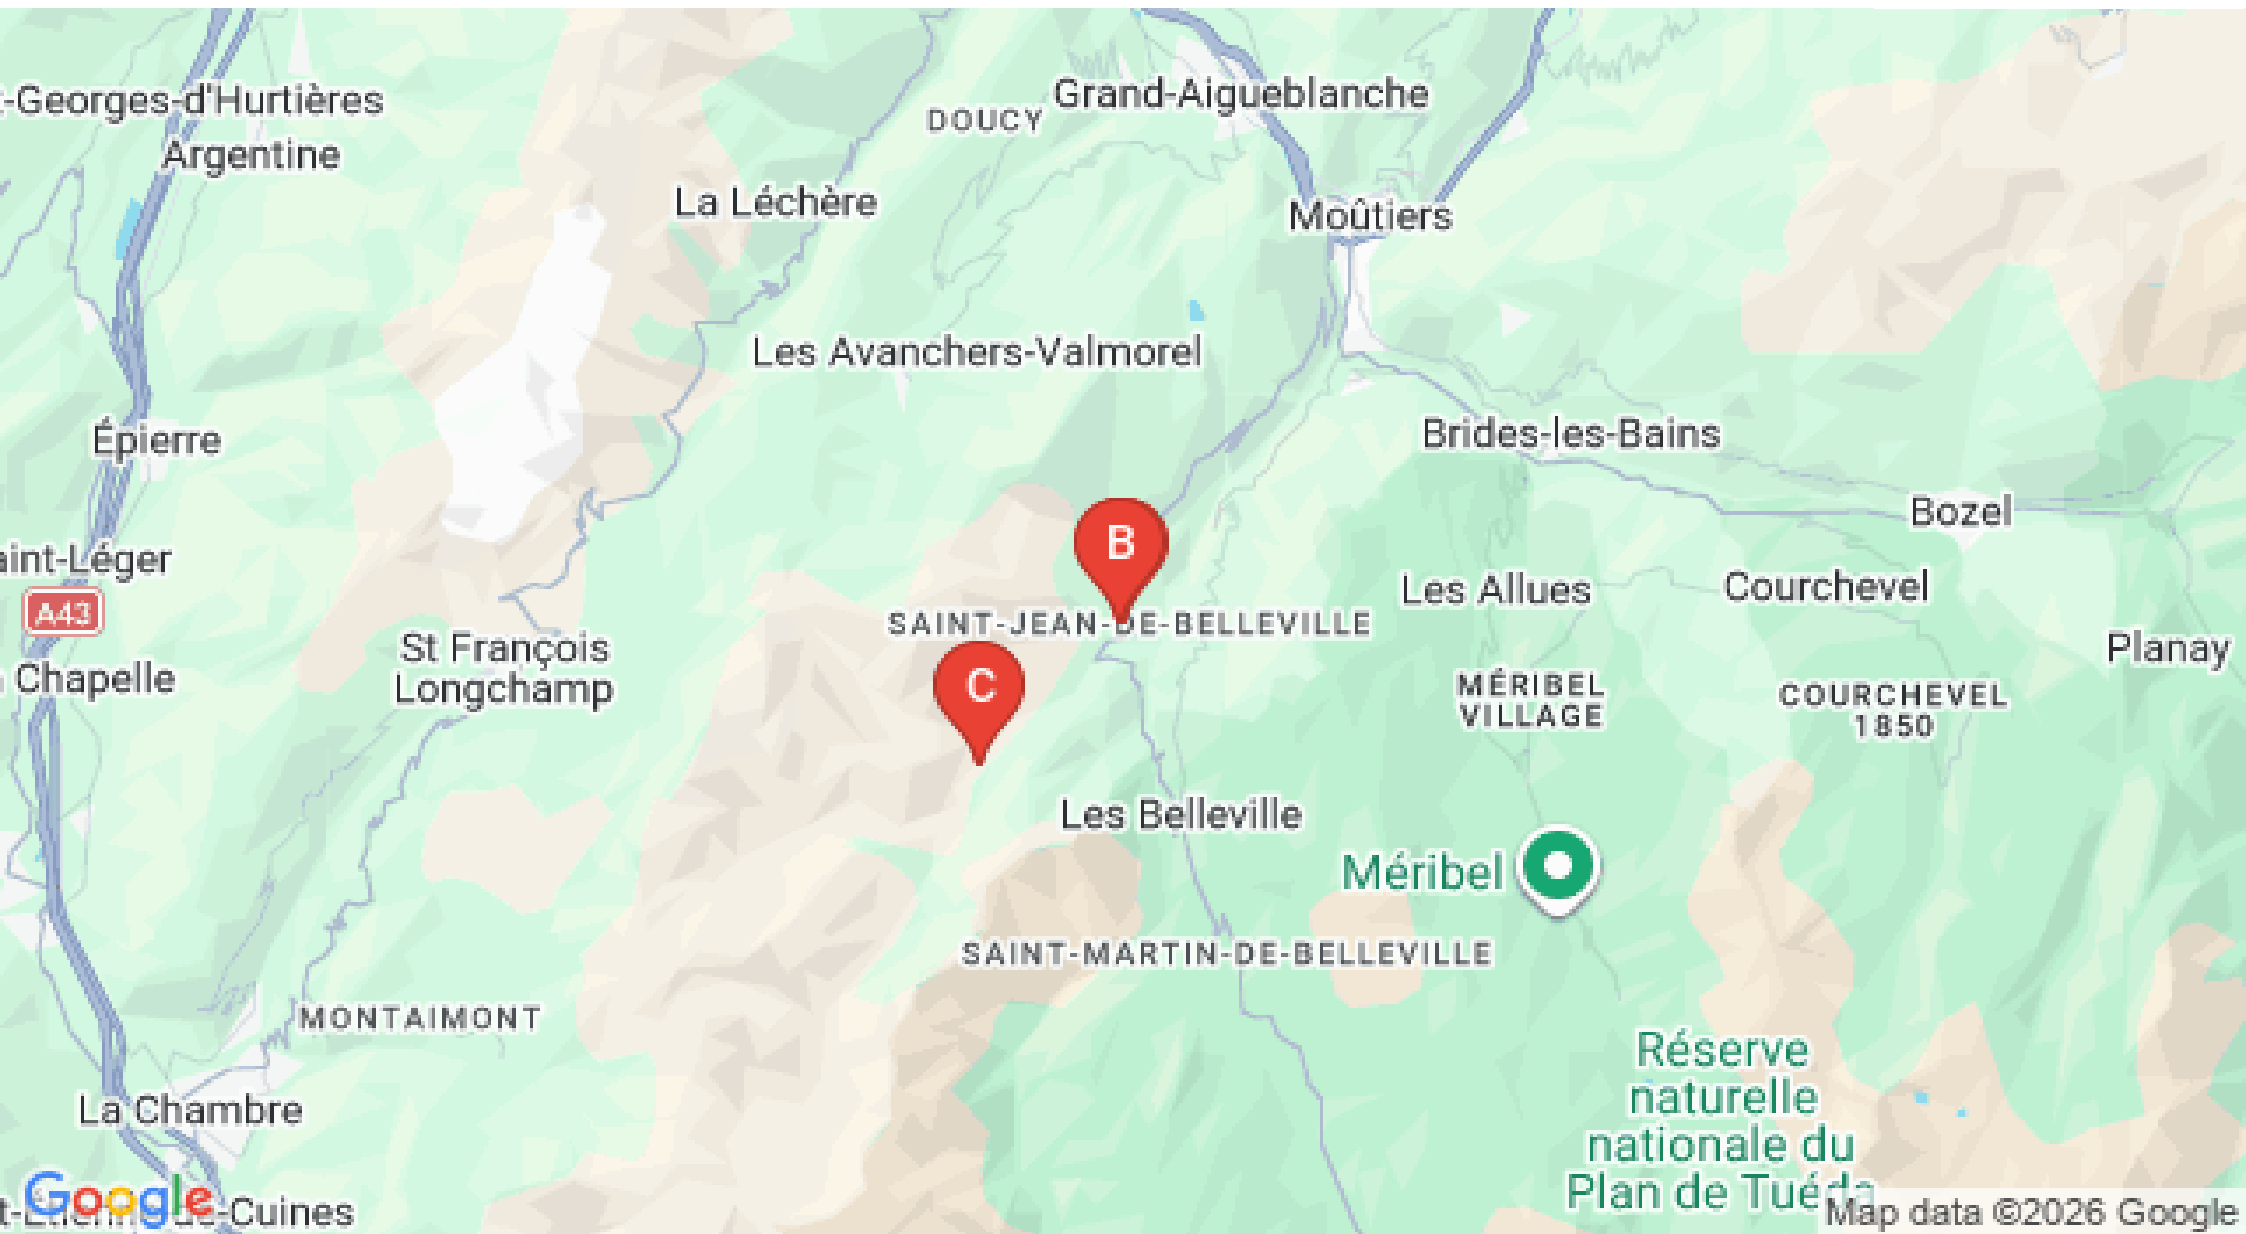 -Georges-d'Hurtières
Argentine
Grand-Aigueblanche
DOUCY
La Léchère
Moûtiers
Les Avanchers-Valmorel
Épierre
Brides-les-Bains
Bozel
B
aint-Léger
A43
SAINT-JEAN-DE-BELLEVILLE
Les Allues
Courchevel
St François
Longchamp
Planay
Chapelle
C
MÉRIBEL
VILLAGE
COURCHEVEL
1850
Les Belleville
Méribel
SAINT-MARTIN-DE-BELLEVILLE
MONTAIMONT
Réserve
naturelle
nationale du
Plan de Tuéda
La Chambre
Google
-Cuines
Map data ©2026 Google